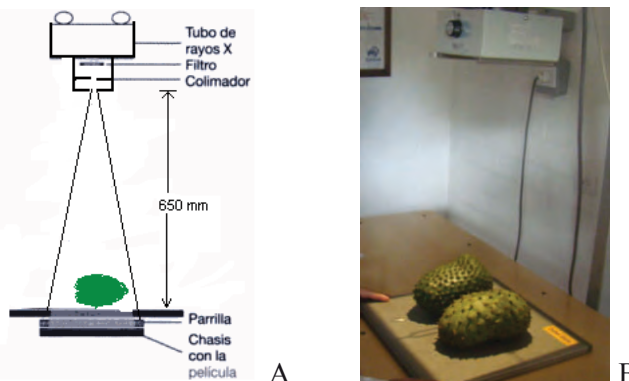 Tubo de
rayos X
Filtro
Colimador
650 mm
Parrilla
Chasis
con la
película
A